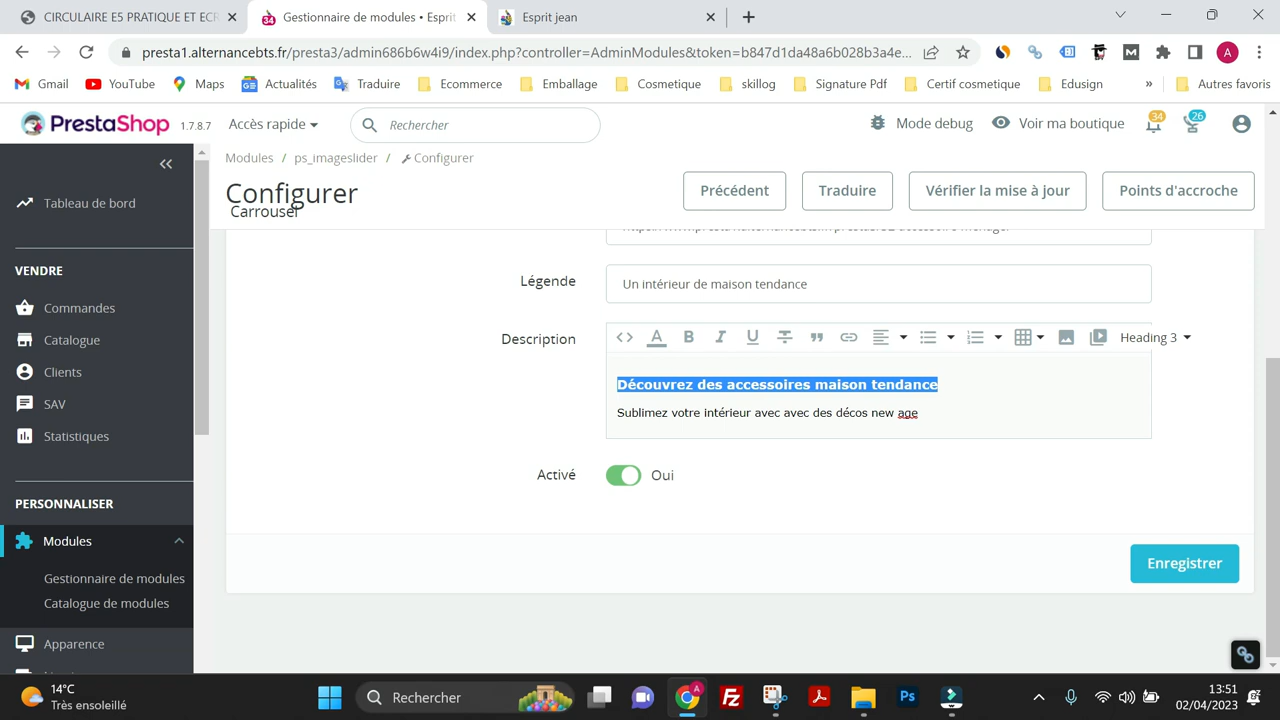 CIRCULAIRE E5 PRATIQUE ET ECR
Gestionnaire de modules • Esprit
Esprit jean
presta1.alternancebts.fr/presta3/admin686b6w4i9/index.php?controller=AdminModules&token=b847d1da48a6b028b3a4e...
Gmail
YouTube
Maps
Actualités
Traduire
Ecommerce
Emballage
Cosmetique
skillog
Signature Pdf
Certif cosmetique
Edusign
»
Autres favoris
PrestaShop 1.7.8.7
Accès rapide
Rechercher
Mode debug
Voir ma boutique
34
26
Modules / ps_imageslider / Configurer
Configurer
Carrousel
Précédent
Traduire
Vérifier la mise à jour
Points d'accroche
Tableau de bord
VENDRE
Commandes
Catalogue
Clients
SAV
Statistiques
PERSONNALISER
Modules
Gestionnaire de modules
Catalogue de modules
Apparence
Légende
Un intérieur de maison tendance
Description
Heading 3
Découvrez des accessoires maison tendance
Sublimez votre intérieur avec avec des décos new age
Activé
Oui
Enregistrer
14°C
Très ensoleillé
Rechercher
13:51
02/04/2023